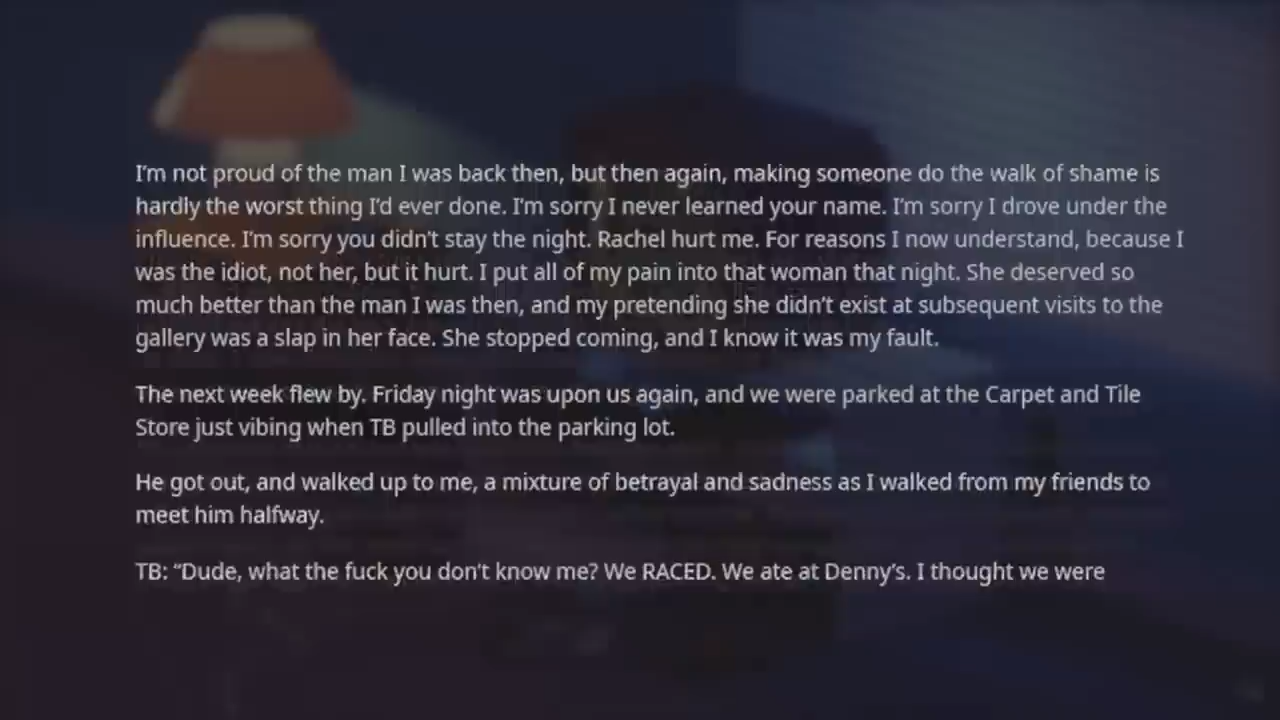 I’m not proud of the man I was back then, but then again, making someone do the walk of shame is
hardly the worst thing I’d ever done. I’m sorry I never learned your name. I’m sorry I drove under the
influence. I’m sorry you didn’t stay the night. Rachel hurt me. For reasons I now understand, because I
was the idiot, not her, but it hurt. I put all of my pain into that woman that night. She deserved so
much better than the man I was then, and my pretending she didn’t exist at subsequent visits to the
gallery was a slap in her face. She stopped coming, and I know it was my fault.
The next week flew by. Friday night was upon us again, and we were parked at the Carpet and Tile
Store just vibing when TB pulled into the parking lot.
He got out, and walked up to me, a mixture of betrayal and sadness as I walked from my friends to
meet him halfway.
TB: “Dude, what the fuck you don’t know me? We RACED. We ate at Denny’s. I thought we were